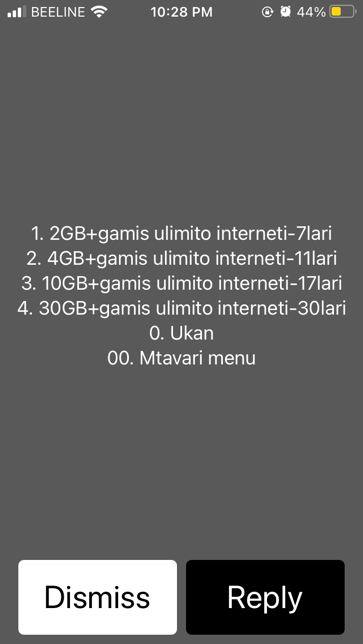 BEELINE 10:28 PM 44%
1. 2GB+gamis ulimito interneti-7lari
2. 4GB+gamis ulimito interneti-11lari
3. 10GB+gamis ulimito interneti-17lari
4. 30GB+gamis ulimito interneti-30lari
0. Ukan
00. Mtavari menu
Dismiss Reply